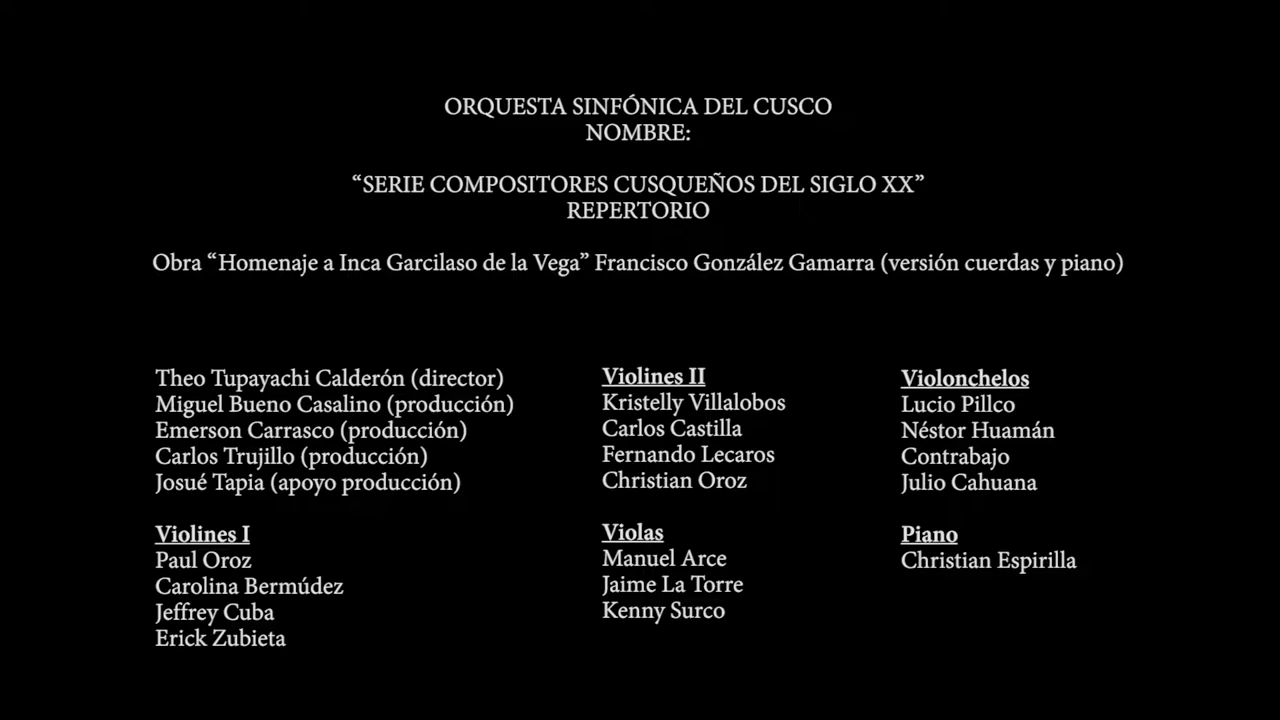 ORQUESTA SINFÓNICA DEL CUSCO
NOMBRE:
“SERIE COMPOSITORES CUSQUEÑOS DEL SIGLO XX”
REPERTORIO
Obra “Homenaje a Inca Garcilaso de la Vega” Francisco González Gamarra (versión cuerdas y piano)
Theo Tupayachi Calderón (director)
Miguel Bueno Casalino (producción)
Emerson Carrasco (producción)
Carlos Trujillo (producción)
Josué Tapia (apoyo producción)
Violines I
Paul Oroz
Carolina Bermúdez
Jeffrey Cuba
Erick Zubieta
Violines II
Kristelly Villalobos
Carlos Castilla
Fernando Lecaros
Christian Oroz
Violas
Manuel Arce
Jaime La Torre
Kenny Surco
Violonchelos
Lucio Pillco
Néstor Huamán
Contrabajo
Julio Cahuana
Piano
Christian Espirilla